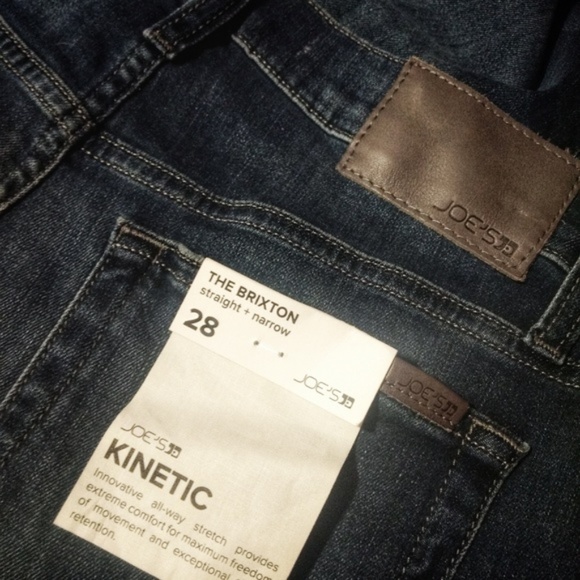 JOE'S
THE BRIXTON
straight + narrow
28
JOE'S
JOE'S
JOE'S
KINETIC
Innovative all-way stretch provides
extreme comfort for maximum freedom
of movement and exceptional
retention.